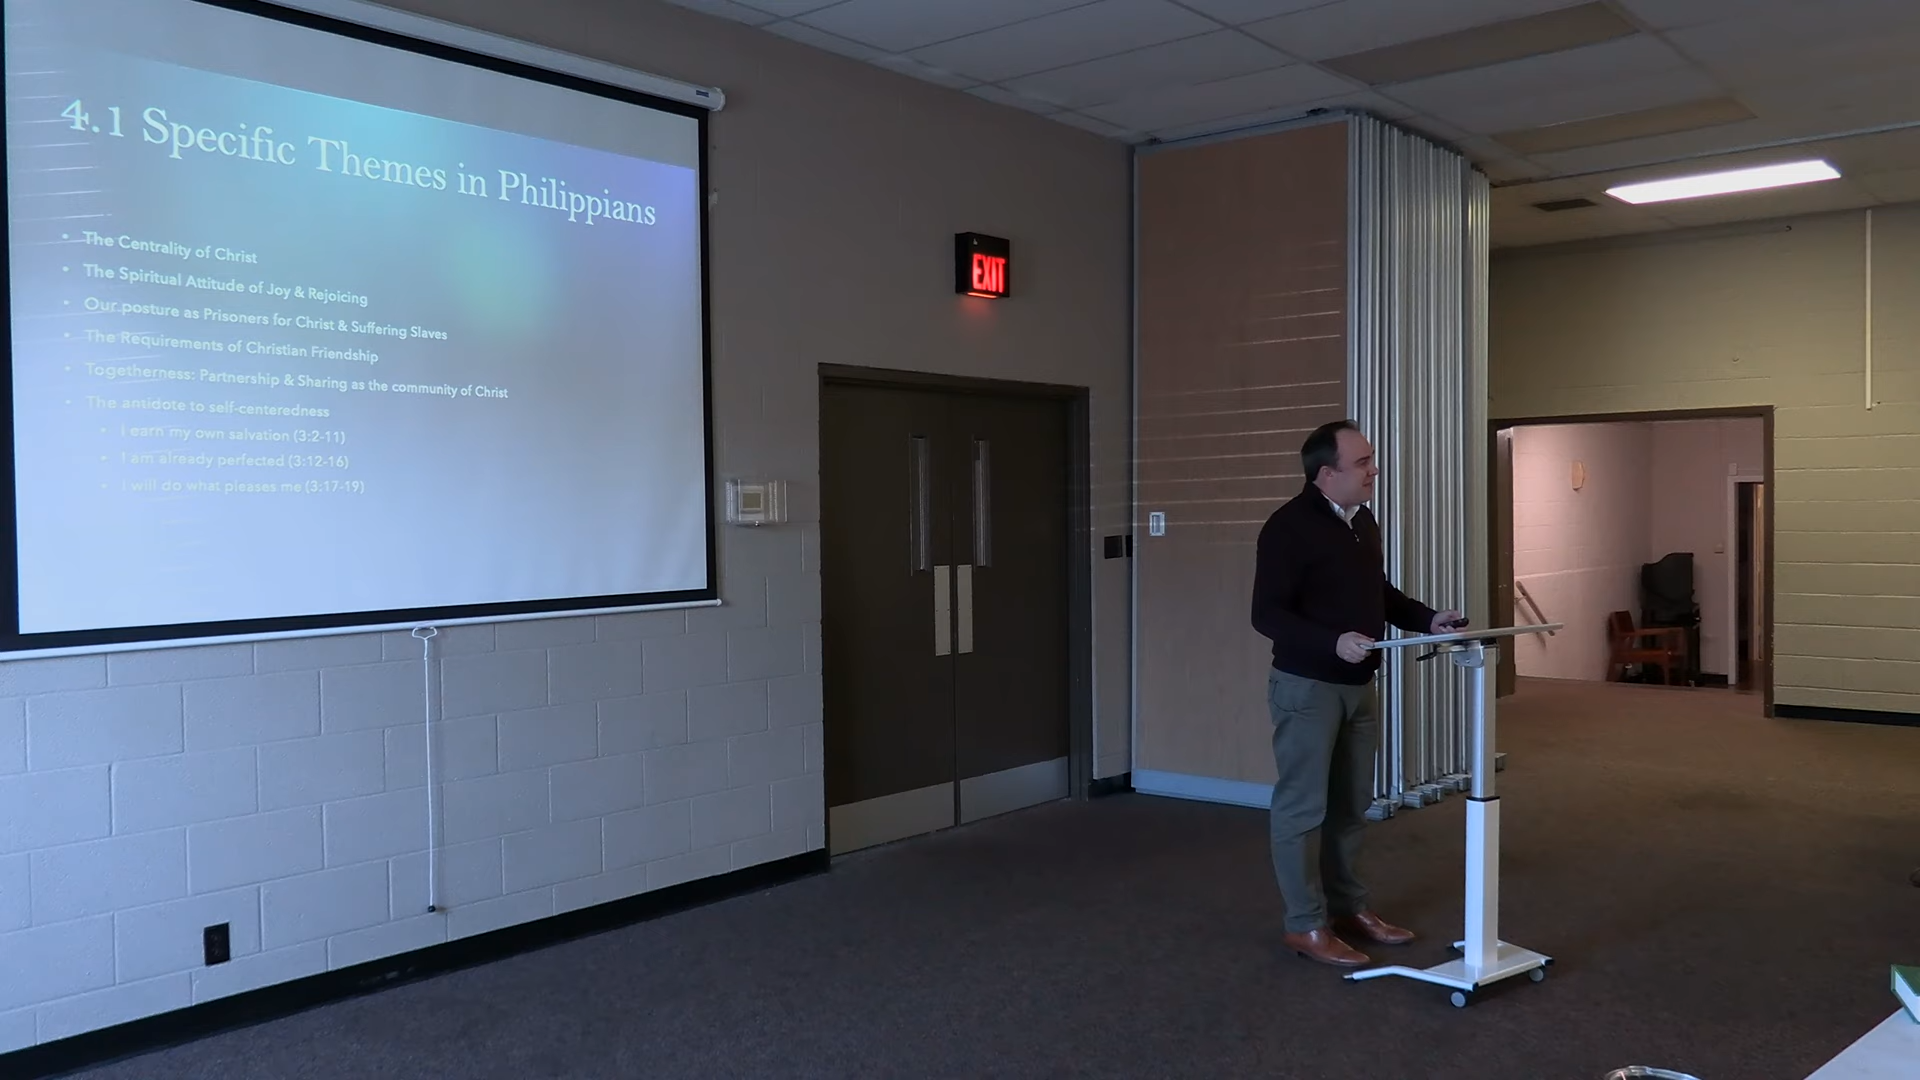 4.1 Specific Themes in Philippians
• The Centrality of Christ
• The Spiritual Attitude of Joy & Rejoicing
• Our posture as Prisoners for Christ & Suffering Slaves
• The Requirements of Christian Friendship
• Togetherness: Partnership & Sharing as the community of Christ
• The antidote to self-centeredness
• I earn my own salvation (3:2-11)
• I am already perfected (3:12-16)
• I will do what pleases me (3:17-19)
EXIT